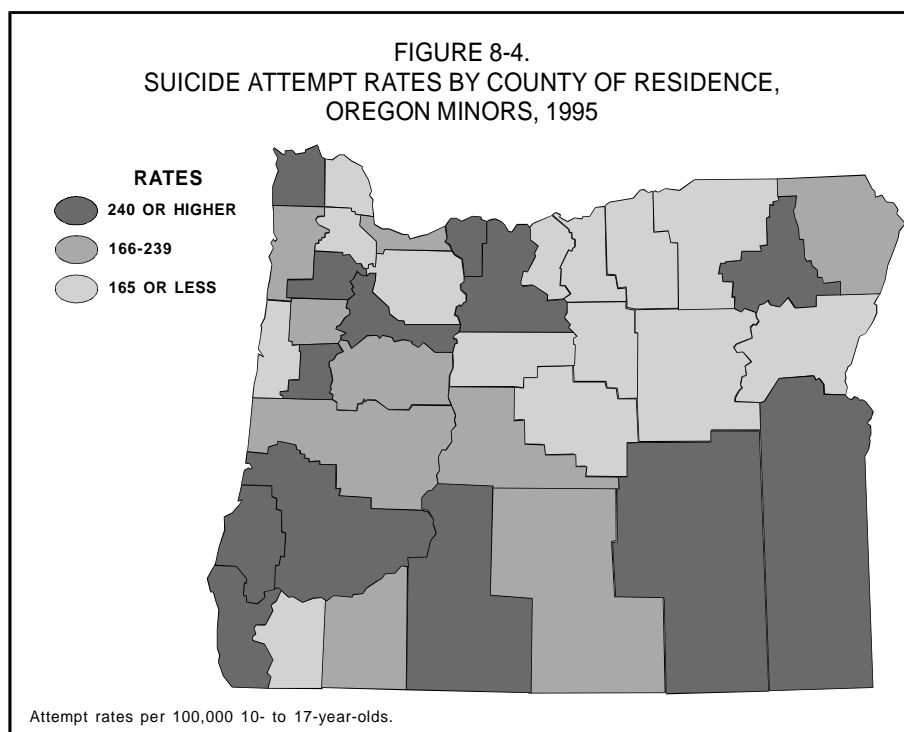 FIGURE 8-4.
SUICIDE ATTEMPT RATES BY COUNTY OF RESIDENCE,
OREGON MINORS, 1995
RATES
240 OR HIGHER
166-239
165 OR LESS
Attempt rates per 100,000 10- to 17-year-olds.